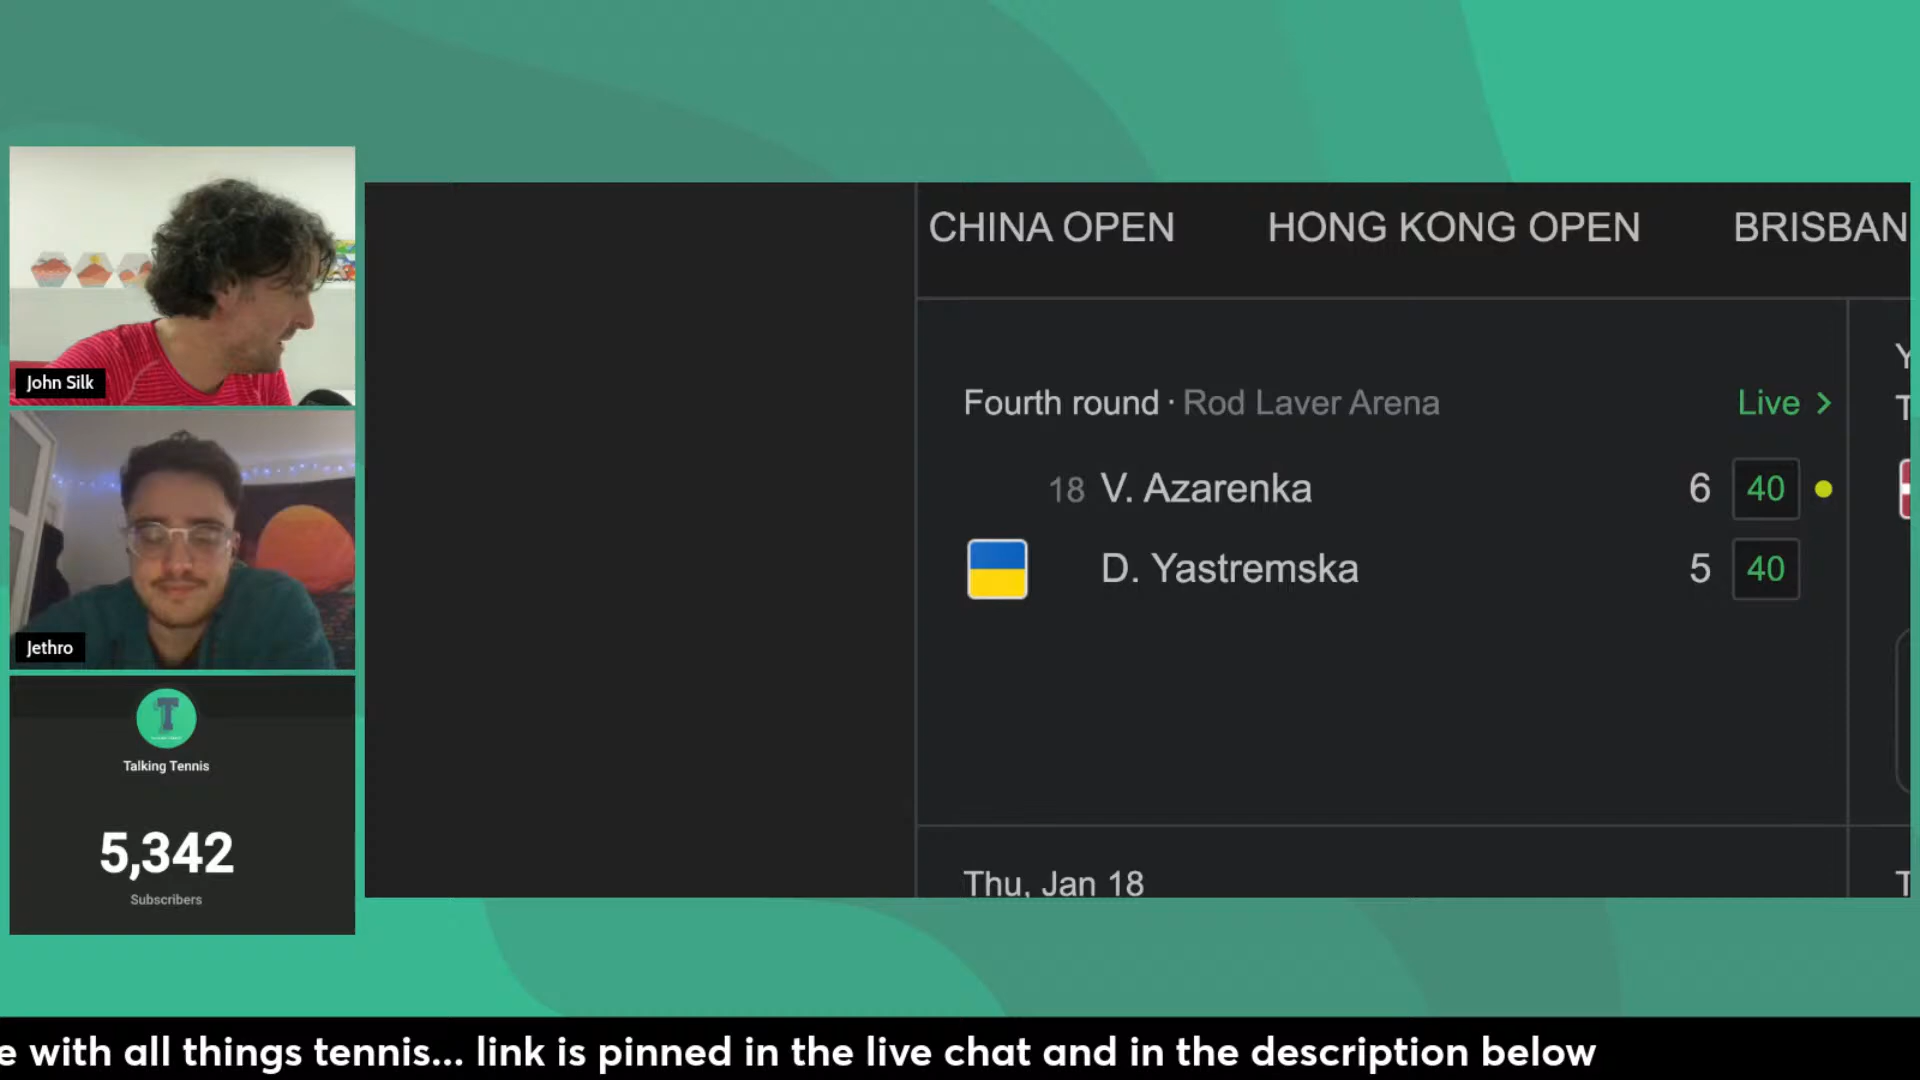 John Silk
Jethro
T
Talking Tennis
5,342
Subscribers
CHINA OPEN HONG KONG OPEN BRISBAN
Fourth round · Rod Laver Arena Live >
18 V. Azarenka 6 40
D. Yastremska 5 40
Thu, Jan 18
e with all things tennis... link is pinned in the live chat and in the description below